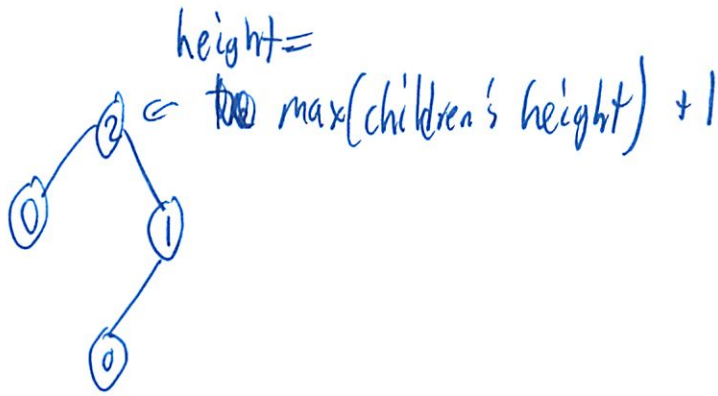 height=
2 ← max(children's height) + 1
0
1
0